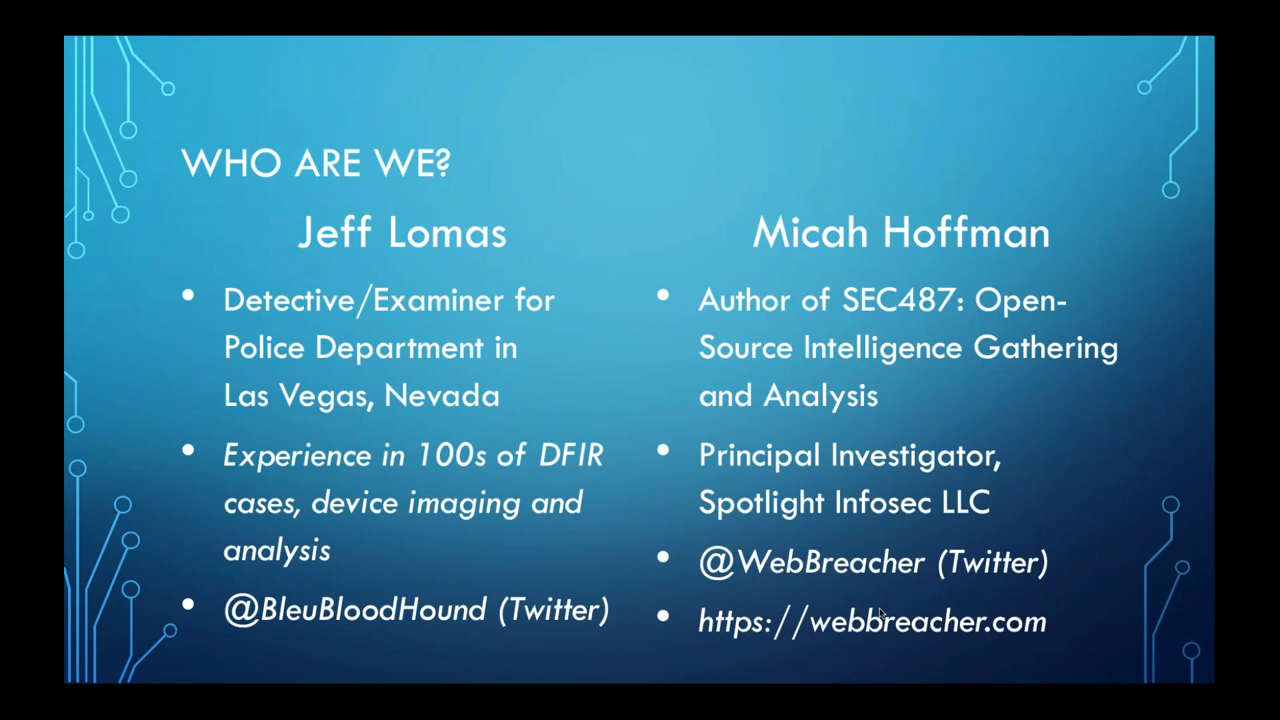 WHO ARE WE?
Jeff Lomas
• Detective/Examiner for
Police Department in
Las Vegas, Nevada
• Experience in 100s of DFIR
cases, device imaging and
analysis
• @BleuBloodHound (Twitter)
Micah Hoffman
• Author of SEC487: Open-
Source Intelligence Gathering
and Analysis
• Principal Investigator,
Spotlight Infosec LLC
• @WebBreacher (Twitter)
• https://webbreacher.com